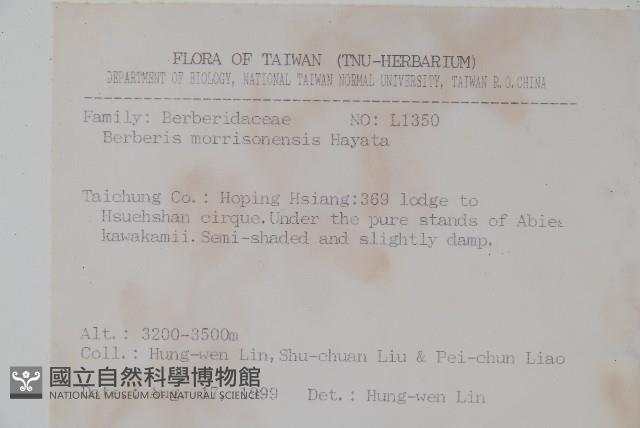 FLORA OF TAIWAN (TNU-HERBARIUM)
DEPARTMENT OF BIOLOGY, NATIONAL TAIWAN NORMAL UNIVERSITY, TAIWAN R.O.CHINA
Family: Berberidaceae NO: L1350
Berberis morrisonensis Hayata
Taichung Co.: Hoping Hsiang:369 lodge to
Hsuehshan cirque.Under the pure stands of Abies
kawakamii.Semi-shaded and slightly damp.
Alt.: 3200-3500m
Coll.: Hung-wen Lin,Shu-chuan Liu & Pei-chun Liao
國立自然科學博物館
NATIONAL MUSEUM OF NATURAL SCIENCE
Det.: Hung-wen Lin